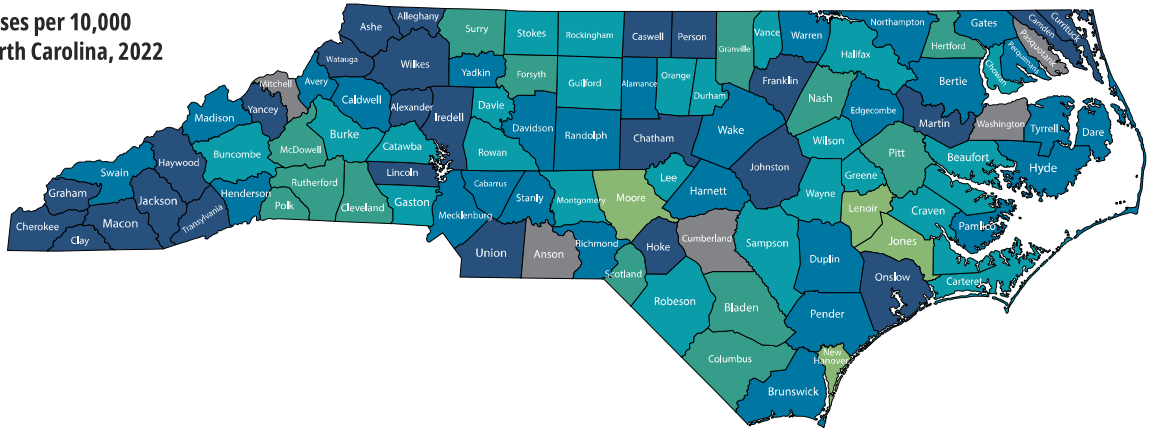 ses per 10,000
rth Carolina, 2022
Ashe
Alleghany
Surry
Stokes
Rockingham
Caswell
Person
Granville
Vance
Warren
Northampton
Gates
Camden
Currituck
Pasquotank
Perquimans
Chowan
Hertford
Halifax
Watauga
Wilkes
Yadkin
Forsyth
Guilford
Alamance
Orange
Durham
Franklin
Nash
Bertie
Mitchell
Avery
Caldwell
Alexander
Iredell
Davie
Davidson
Randolph
Chatham
Wake
Edgecombe
Martin
Washington
Tyrrell
Dare
Madison
Yancey
McDowell
Burke
Catawba
Rowan
Johnston
Wilson
Pitt
Beaufort
Hyde
Haywood
Buncombe
Swain
Graham
Jackson
Henderson
Rutherford
Polk
Cleveland
Lincoln
Gaston
Mecklenburg
Cabarrus
Stanly
Montgomery
Moore
Lee
Harnett
Wayne
Greene
Lenoir
Craven
Pamlico
Cherokee
Clay
Macon
Transylvania
Union
Anson
Richmond
Scotland
Hoke
Cumberland
Sampson
Duplin
Jones
Onslow
Carteret
Robeson
Bladen
Pender
Columbus
New
Hanover
Brunswick